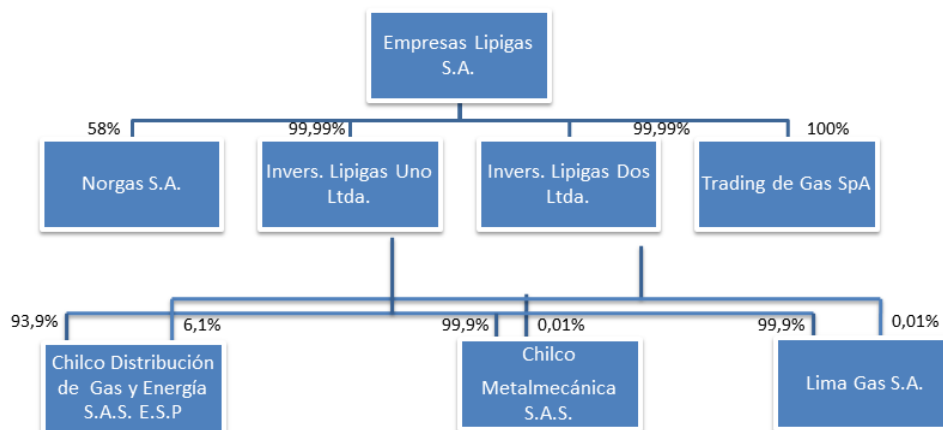 Empresas Lipigas
S.A.
58%
99,99%
99,99%
100%
Norgas S.A.
Invers. Lipigas Uno
Ltda.
Invers. Lipigas Dos
Ltda.
Trading de Gas SpA
93,9%
6,1%
99,9%
0,01%
99,9%
0,01%
Chilco Distribución
de Gas y Energía
S.A.S. E.S.P
Chilco
Metalmecánica
S.A.S.
Lima Gas S.A.